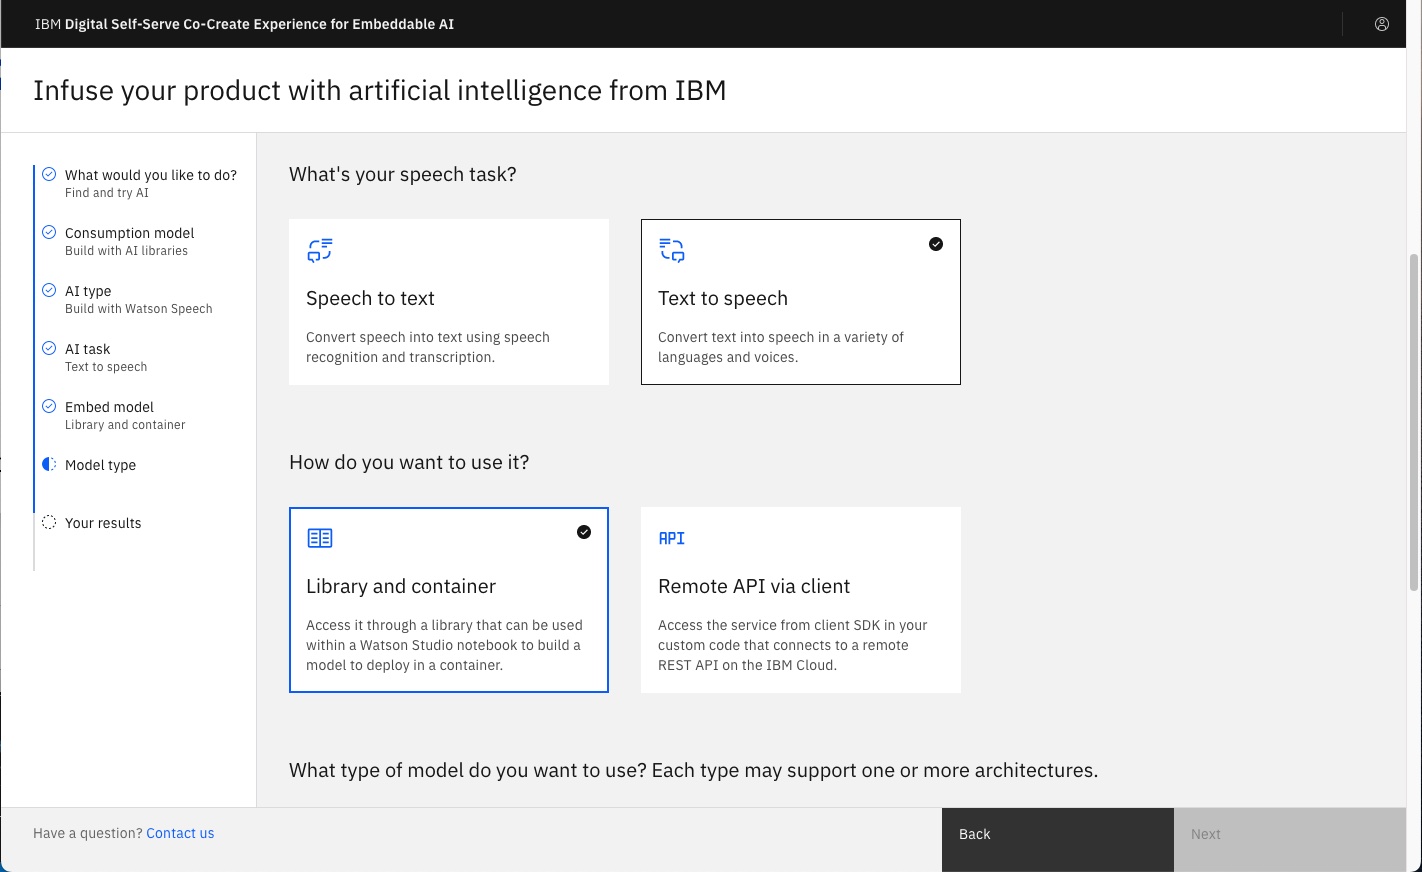 IBM Digital Self-Serve Co-Create Experience for Embeddable AI
Infuse your product with artificial intelligence from IBM
What would you like to do?
Find and try AI
Consumption model
Build with AI libraries
AI type
Build with Watson Speech
AI task
Text to speech
Embed model
Library and container
Model type
Your results
What's your speech task?
Speech to text
Convert speech into text using speech
recognition and transcription.
Text to speech
Convert text into speech in a variety of
languages and voices.
How do you want to use it?
Library and container
Access it through a library that can be used
within a Watson Studio notebook to build a
model to deploy in a container.
API
Remote API via client
Access the service from client SDK in your
custom code that connects to a remote
REST API on the IBM Cloud.
What type of model do you want to use? Each type may support one or more architectures.
Have a question? Contact us
Back
Next